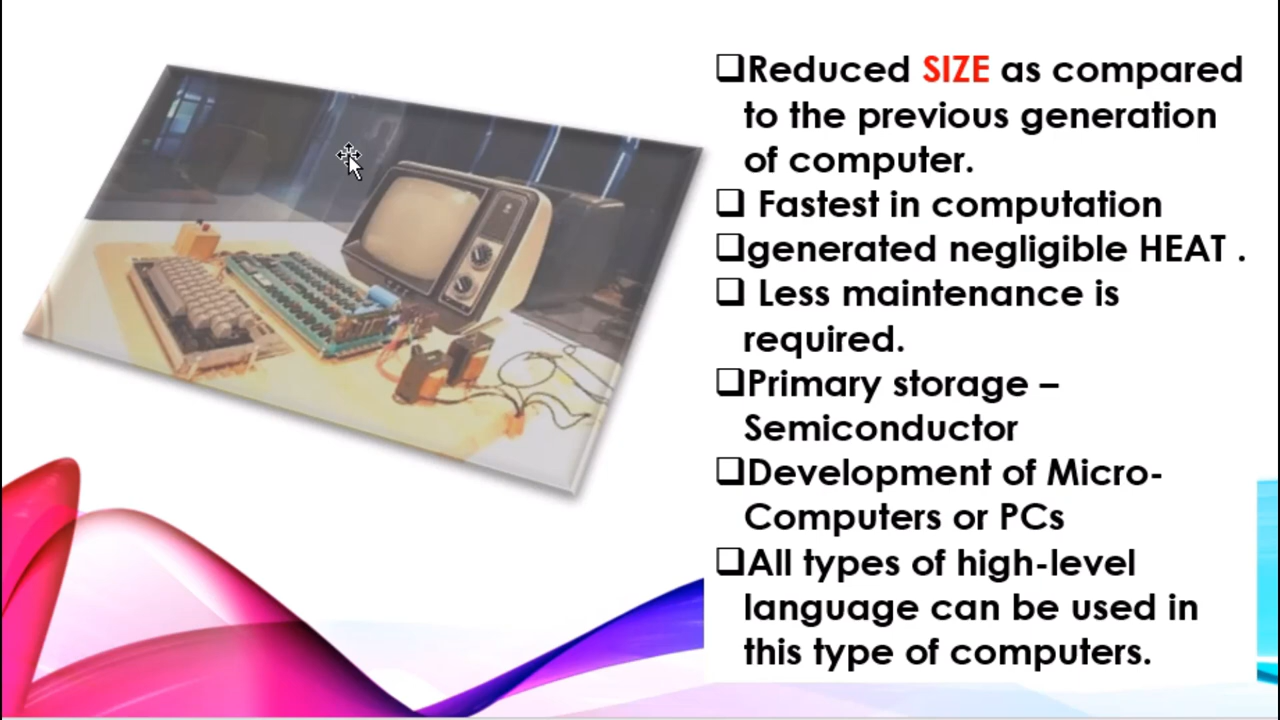 ❑Reduced SIZE as compared
to the previous generation
of computer.
❑ Fastest in computation
❑generated negligible HEAT .
❑ Less maintenance is
required.
❑Primary storage –
Semiconductor
❑Development of Micro-
Computers or PCs
❑All types of high-level
language can be used in
this type of computers.